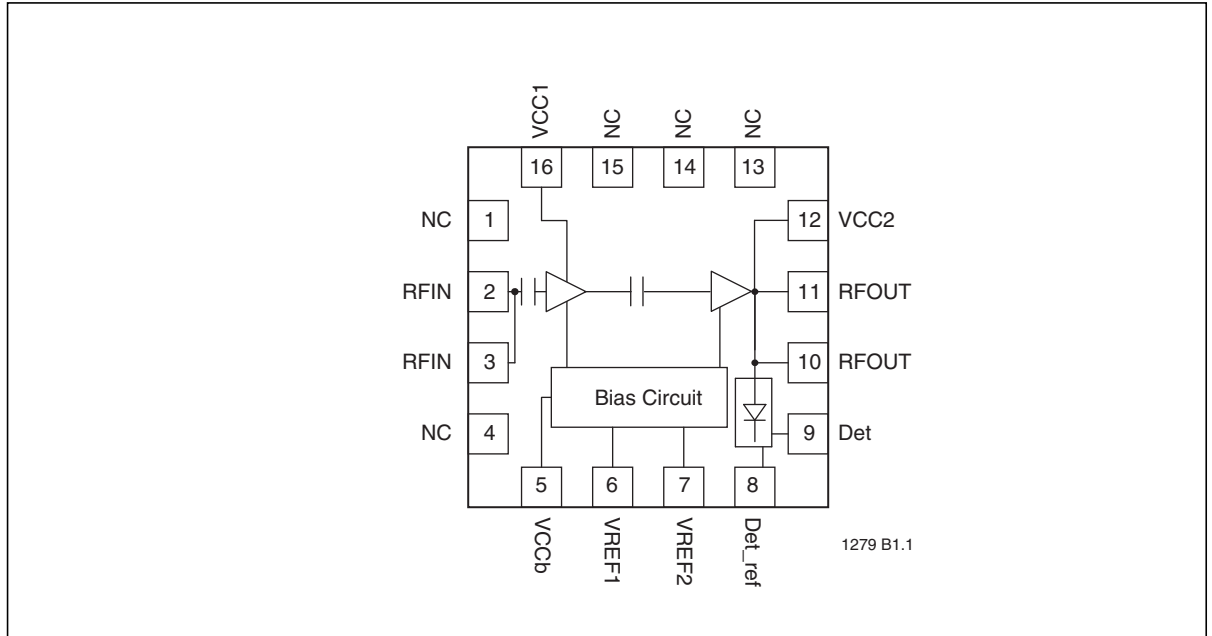 VCC1
NC
NC
NC
16
15
14
13
NC
1
12
VCC2
RFIN
2
11
RFOUT
RFIN
3
10
RFOUT
Bias Circuit
NC
4
9
Det
5
6
7
8
VCCb
VREF1
VREF2
Det_ref
1279 B1.1